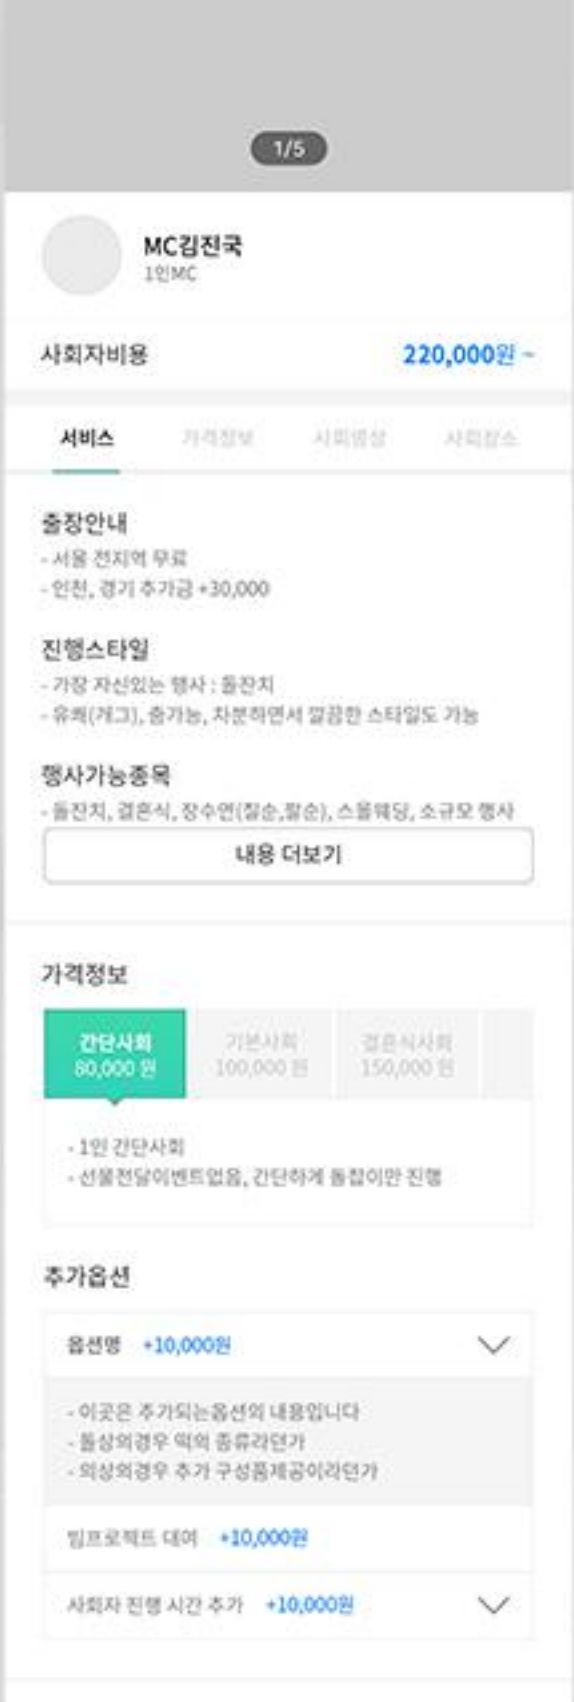 1/5
MC김진국
1인MC
사회자비용
220,000원 ~
서비스 가격정보 사회영상 사회장소
출장안내
- 서울 전지역 무료
- 인천, 경기 추가금 +30,000
진행스타일
- 가장 자신있는 행사 : 돌잔치
- 유쾌(개그), 춤가능, 차분하면서 깔끔한 스타일도 가능
행사가능종목
- 돌잔치, 결혼식, 장수연(칠순,팔순), 스몰웨딩, 소규모 행사
내용 더보기
가격정보
간단사회 기본사회 결혼식사회
80,000 원 100,000 원 150,000 원
- 1인 간단사회
- 선물전달이벤트없음, 간단하게 돌잡이만 진행
추가옵션
옵션명 +10,000원
- 이곳은 추가되는옵션의 내용입니다
- 돌상의경우 떡의 종류라던가
- 의상의경우 추가 구성품제공이라던가
빔프로젝트 대여 +10,000원
사회자 진행 시간 추가 +10,000원